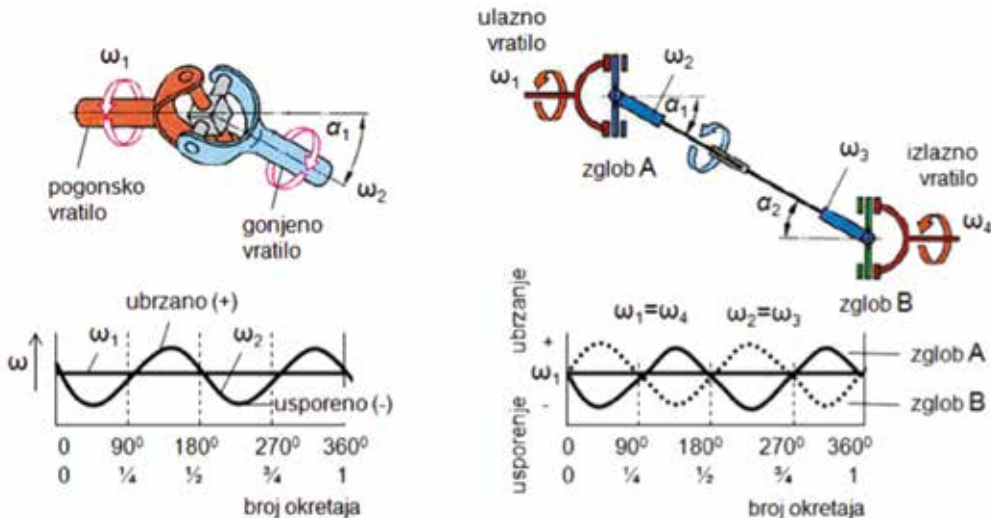 ω₁
α₁
ω₂
pogonsko
vratilo
gonjeno
vratilo
ulazno
vratilo
ω₁
ω₂
α₁
zglob A
ω₃
izlazno
vratilo
α₂
ω₄
zglob B
ubrzano (+)
ω
ω₁
ω₂
usporeno (-)
0 90⁰ 180⁰ 270⁰ 360⁰
0 ¼ ½ ¾ 1
broj okretaja
ubrzanje
usporenje
ω₁=ω₄ ω₂=ω₃
+
ω₁
-
zglob A
zglob B
0 90⁰ 180⁰ 270⁰ 360⁰
0 ¼ ½ ¾ 1
broj okretaja